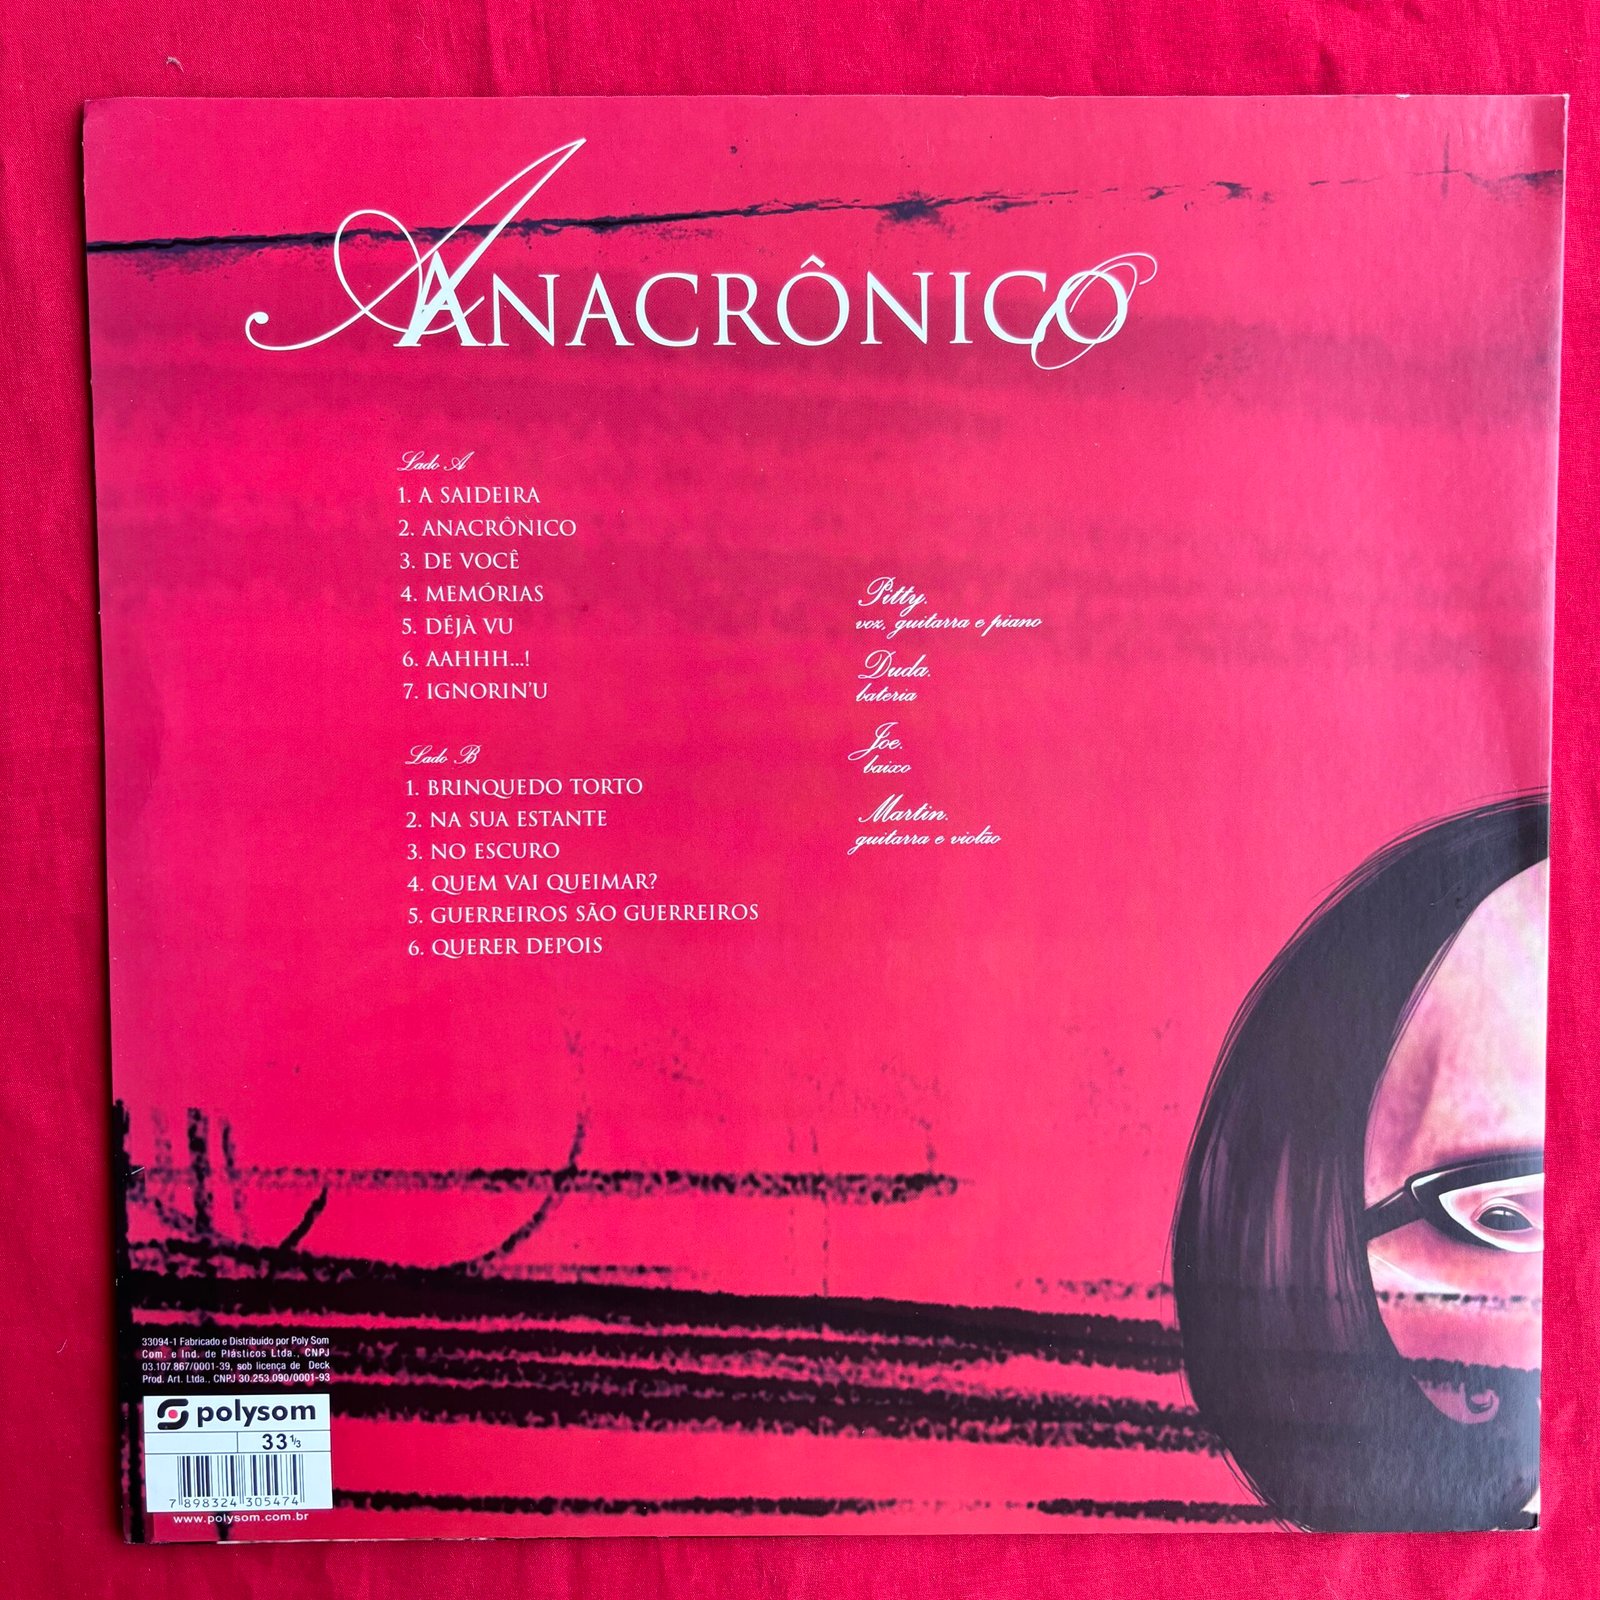 ANACRÔNICO
Lado A
1. A SAIDEIRA
2. ANACRÔNICO
3. DE VOCÊ
4. MEMÓRIAS
5. DÉJÀ VU
6. AAHHH...!
7. IGNORIN'U
Lado B
1. BRINQUEDO TORTO
2. NA SUA ESTANTE
3. NO ESCURO
4. QUEM VAI QUEIMAR?
5. GUERREIROS SÃO GUERREIROS
6. QUERER DEPOIS
Pitty.
voz, guitarra e piano
Duda.
bateria
Joe.
baixo
Martin.
guitarra e violão
33094-1 Fabricado e Distribuído por Poly Som
Com. e Ind. de Plásticos Ltda., CNPJ
03.107.867/0001-39, sob licença de Deck
Prod. Art. Ltda., CNPJ 30.253.090/0001-93
polysom
33 1/3
7 898324 305474
www.polysom.com.br